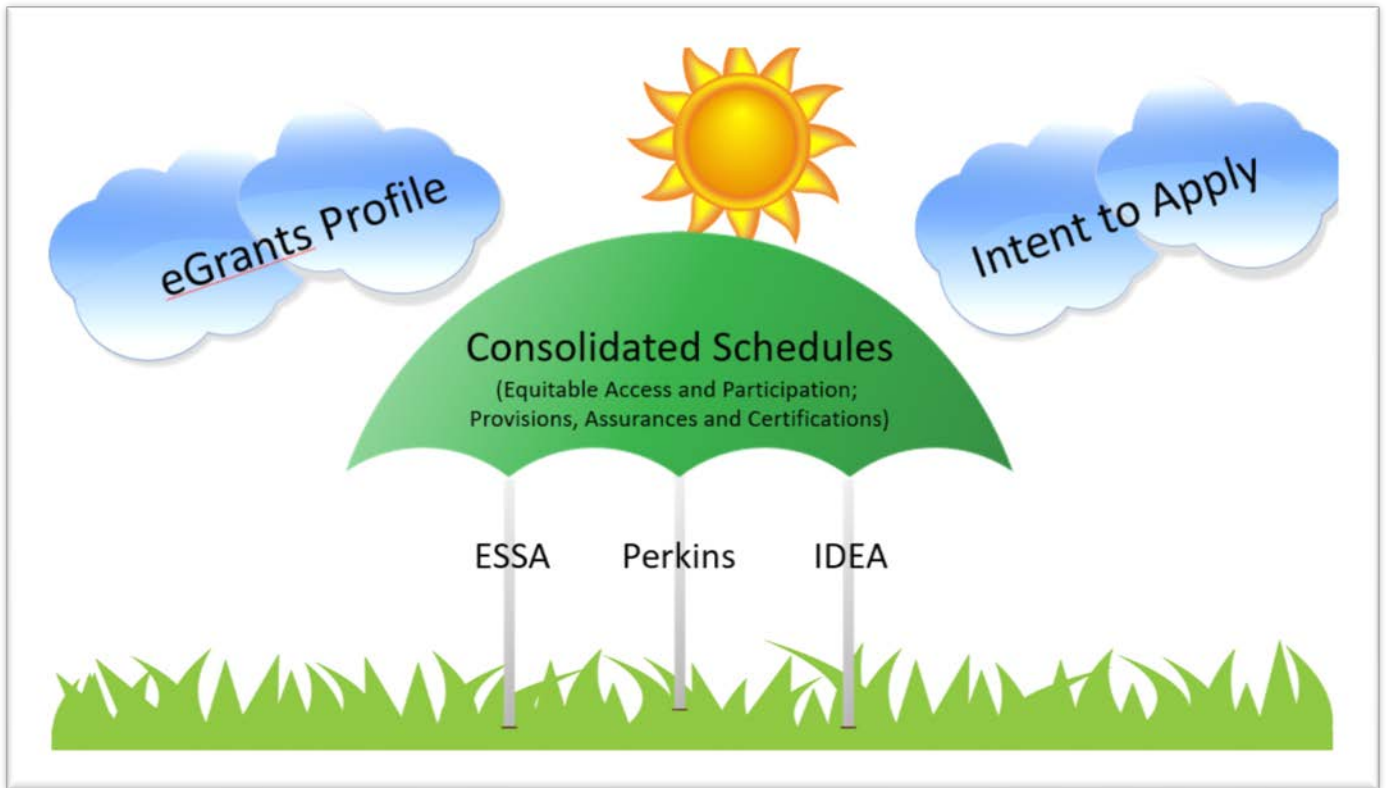 eGrants Profile
Intent to Apply
Consolidated Schedules
(Equitable Access and Participation;
Provisions, Assurances and Certifications)
ESSA Perkins IDEA